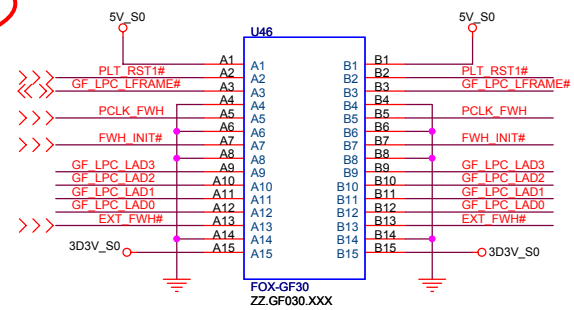 5V_S0 5V_S0
U46
A1 A1 B1 B1
PLT_RST1# A2 A2 B2 B2 PLT_RST1#
GF_LPC_LFRAME# A3 A3 B3 B3 GF_LPC_LFRAME#
A4 A4 B4 B4
PCLK_FWH A5 A5 B5 B5 PCLK_FWH
A6 A6 B6 B6
FWH_INIT# A7 A7 B7 B7 FWH_INIT#
A8 A8 B8 B8
GF_LPC_LAD3 A9 A9 B9 B9 GF_LPC_LAD3
GF_LPC_LAD2 A10 A10 B10 B10 GF_LPC_LAD2
GF_LPC_LAD1 A11 A11 B11 B11 GF_LPC_LAD1
GF_LPC_LAD0 A12 A12 B12 B12 GF_LPC_LAD0
EXT_FWH# A13 A13 B13 B13 EXT_FWH#
A14 A14 B14 B14
3D3V_S0 A15 A15 B15 B15 3D3V_S0
FOX-GF30
ZZ.GF030.XXX